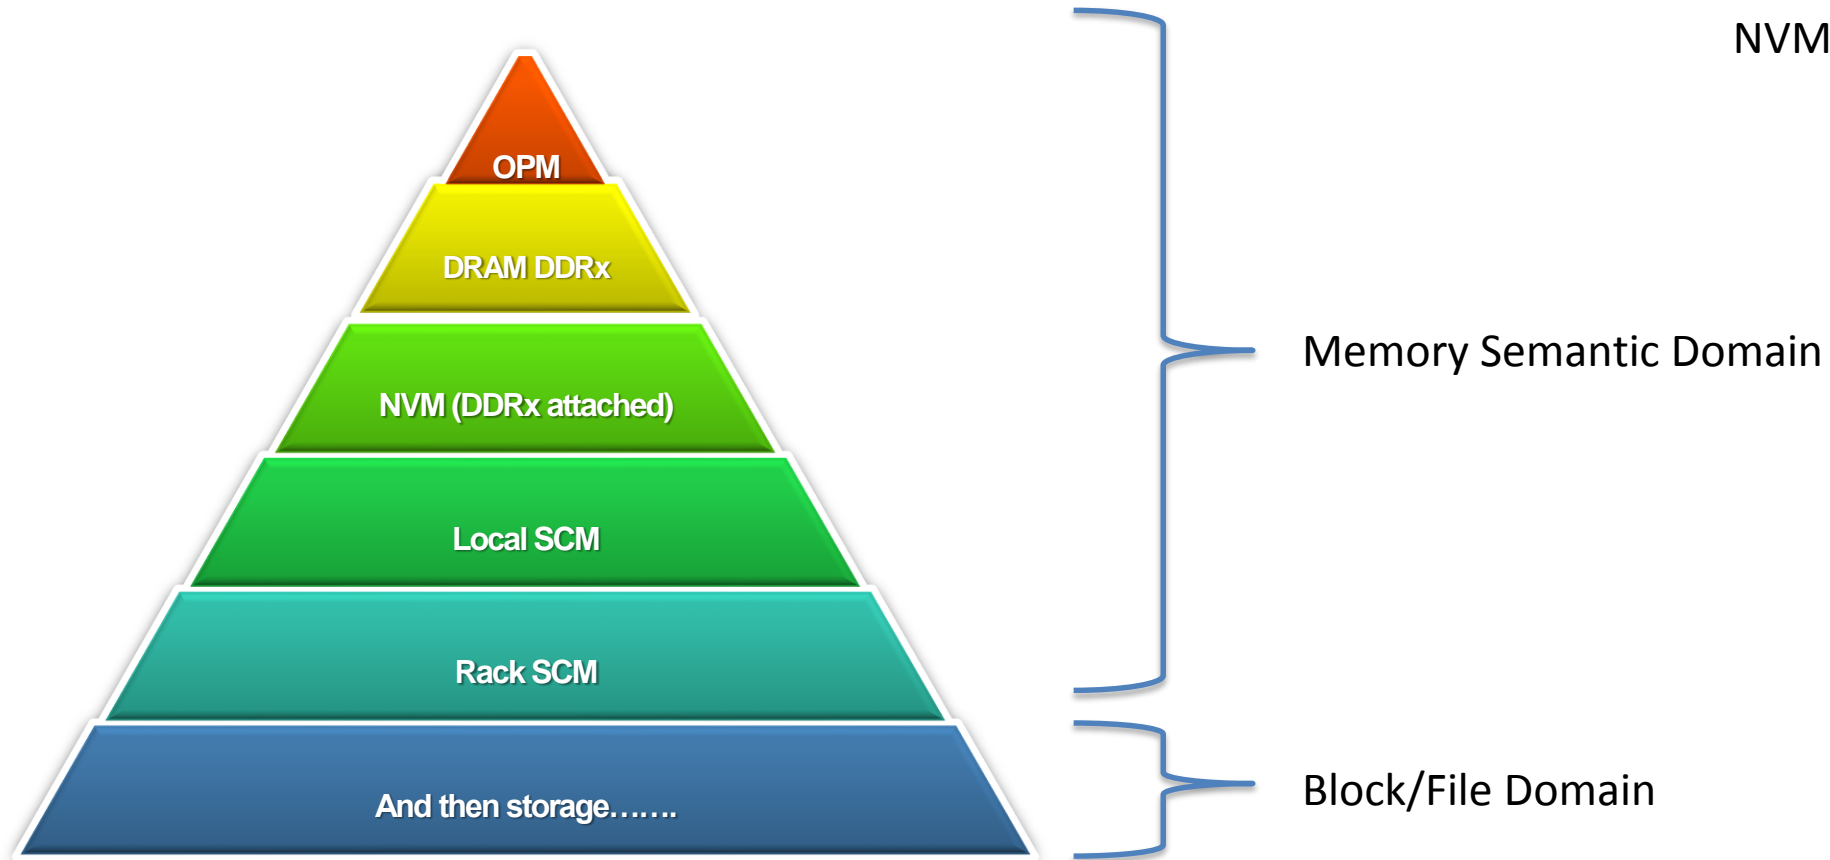 NVM
OPM
DRAM DDRx
NVM (DDRx attached)
Memory Semantic Domain
Local SCM
Rack SCM
And then storage…….
Block/File Domain